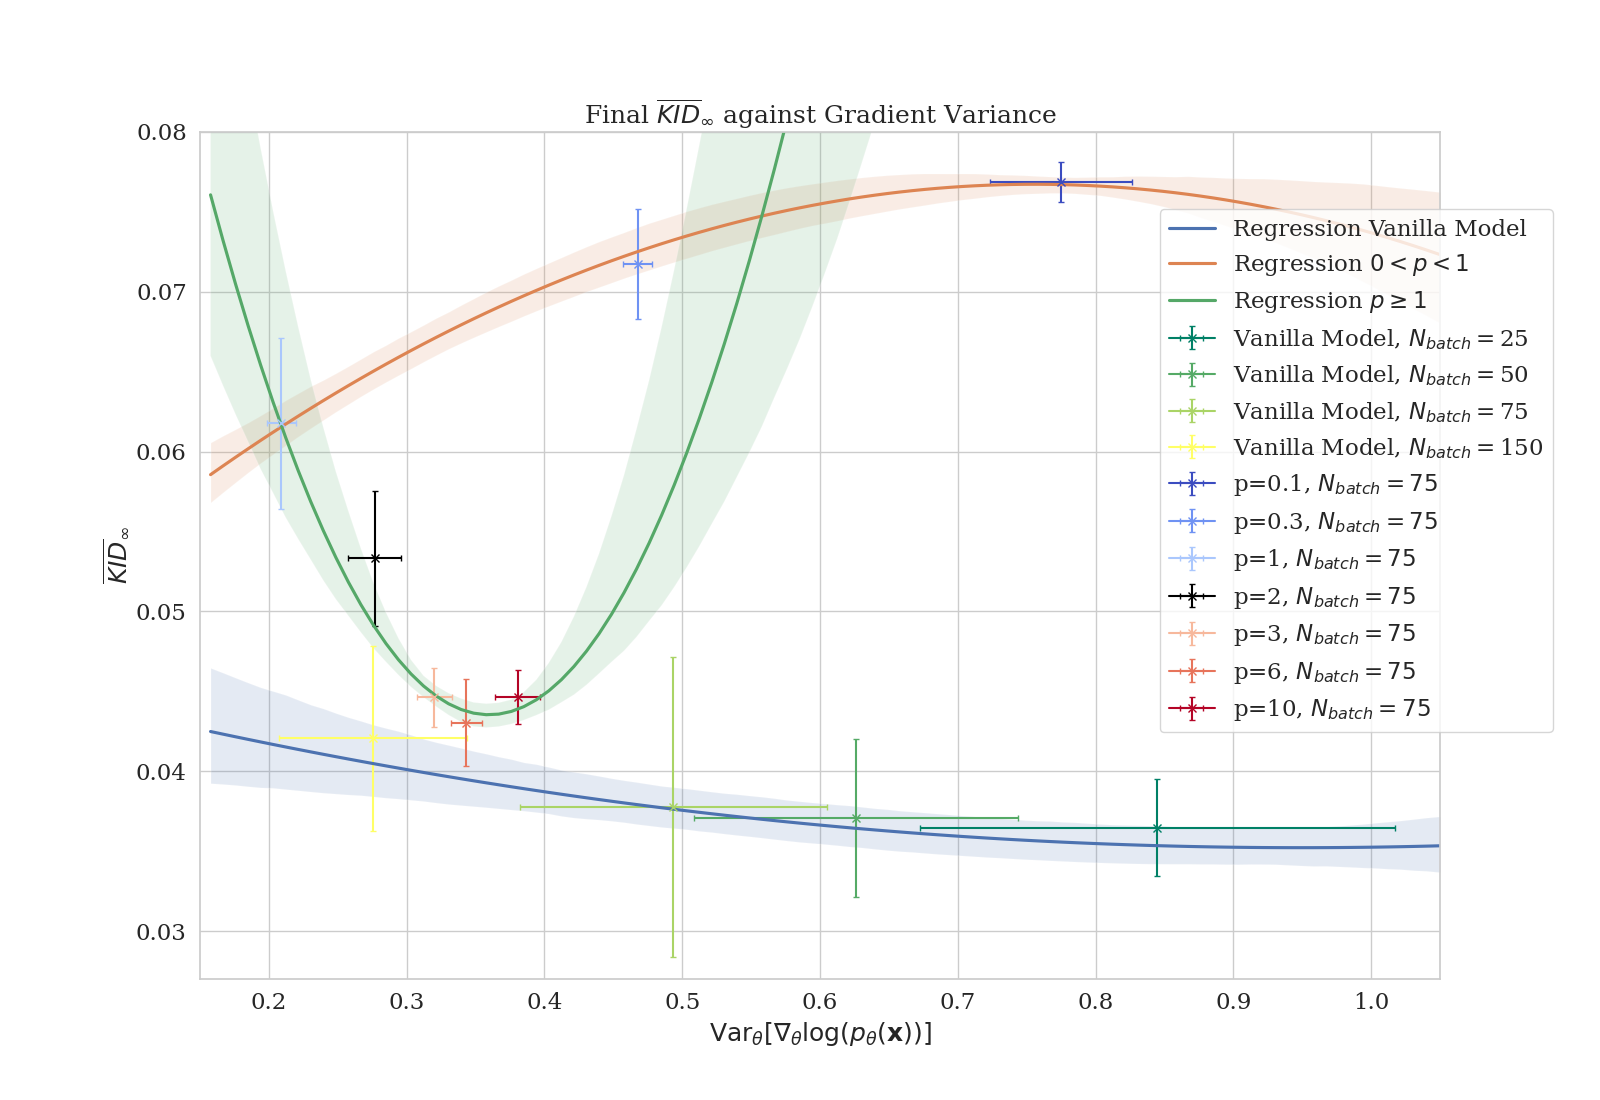 Final $\overline{KID}_\infty$ against Gradient Variance
0.08
0.07
0.06
0.05
0.04
0.03
$\overline{KID}_\infty$
0.2 0.3 0.4 0.5 0.6 0.7 0.8 0.9 1.0
$\mathrm{Var}_\theta[\nabla_\theta \log(p_\theta(\mathbf{x}))]$
Regression Vanilla Model
Regression $0 < p < 1$
Regression $p \geq 1$
Vanilla Model, $N_{batch} = 25$
Vanilla Model, $N_{batch} = 50$
Vanilla Model, $N_{batch} = 75$
Vanilla Model, $N_{batch} = 150$
p=0.1, $N_{batch} = 75$
p=0.3, $N_{batch} = 75$
p=1, $N_{batch} = 75$
p=2, $N_{batch} = 75$
p=3, $N_{batch} = 75$
p=6, $N_{batch} = 75$
p=10, $N_{batch} = 75$